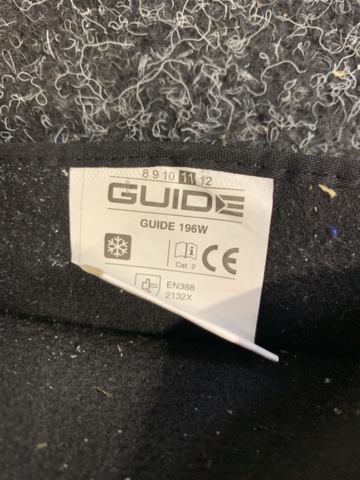 8 9 10 11 12
GUIDE
GUIDE 196W
CE
Cat. 2
EN388
2132X